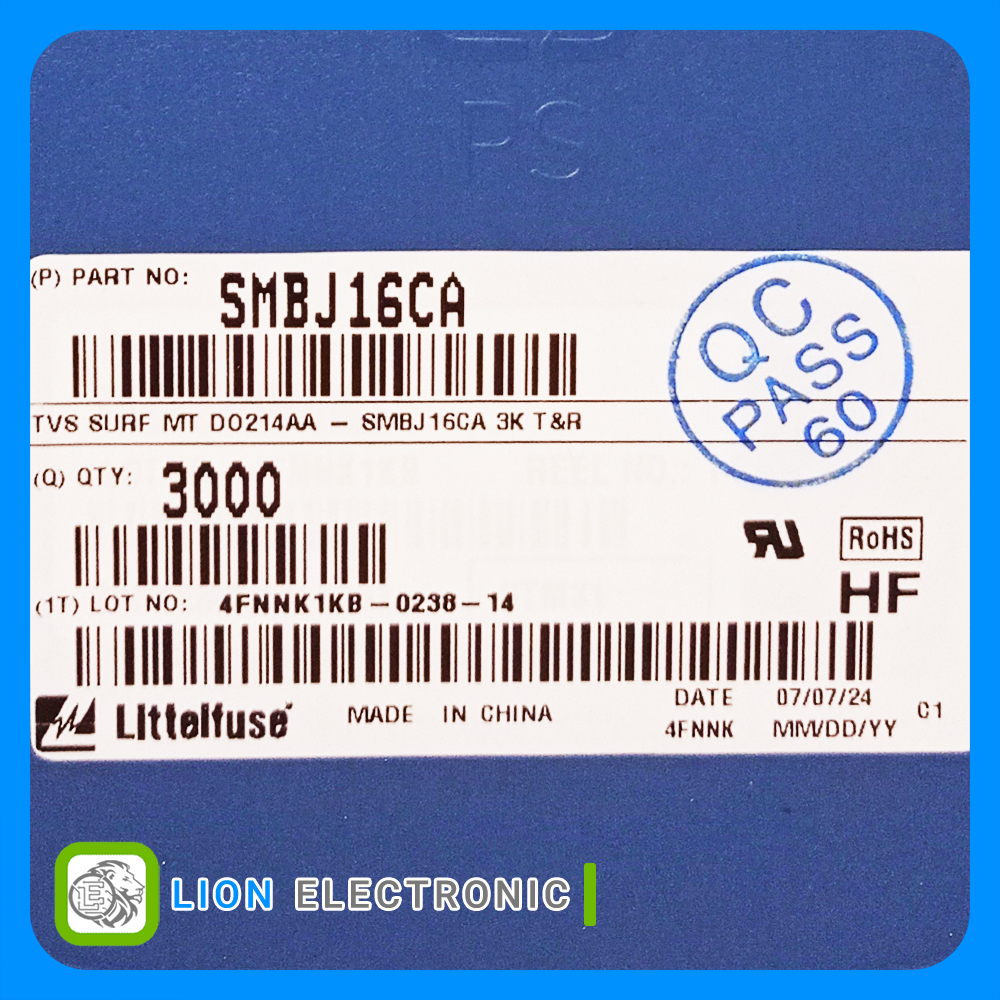 PS
(P) PART NO: SMBJ16CA
TVS SURF MT DO214AA – SMBJ16CA 3K T&R
QC
PASS
60
(Q) QTY: 3000
RU
RoHS
HF
(1T) LOT NO: 4FNNK1KB–0238–14
Littelfuse
MADE IN CHINA
DATE 07/07/24
4FNNK MM/DD/YY
C1
LE
LION ELECTRONIC